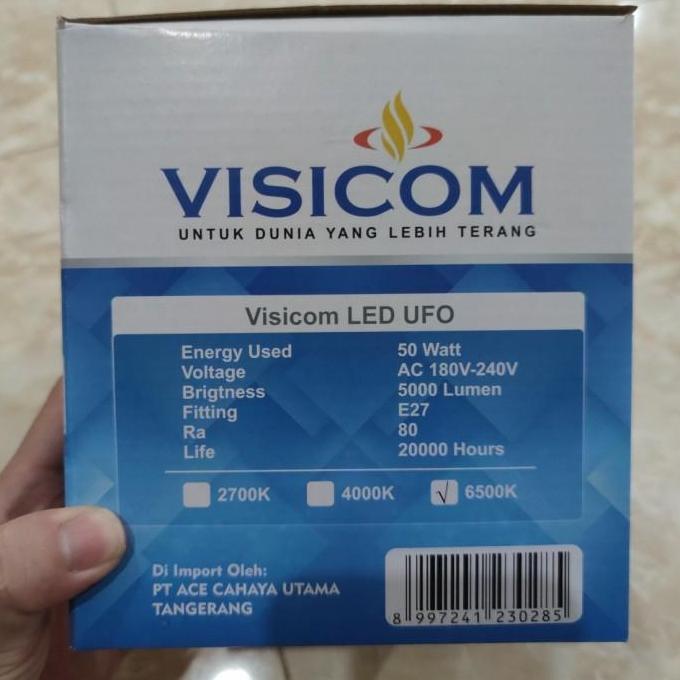 VISICOM
UNTUK DUNIA YANG LEBIH TERANG
Visicom LED UFO
Energy Used 50 Watt
Voltage AC 180V-240V
Brigtness 5000 Lumen
Fitting E27
Ra 80
Life 20000 Hours
2700K 4000K √ 6500K
Di Import Oleh:
PT ACE CAHAYA UTAMA
TANGERANG
8 997241 230285